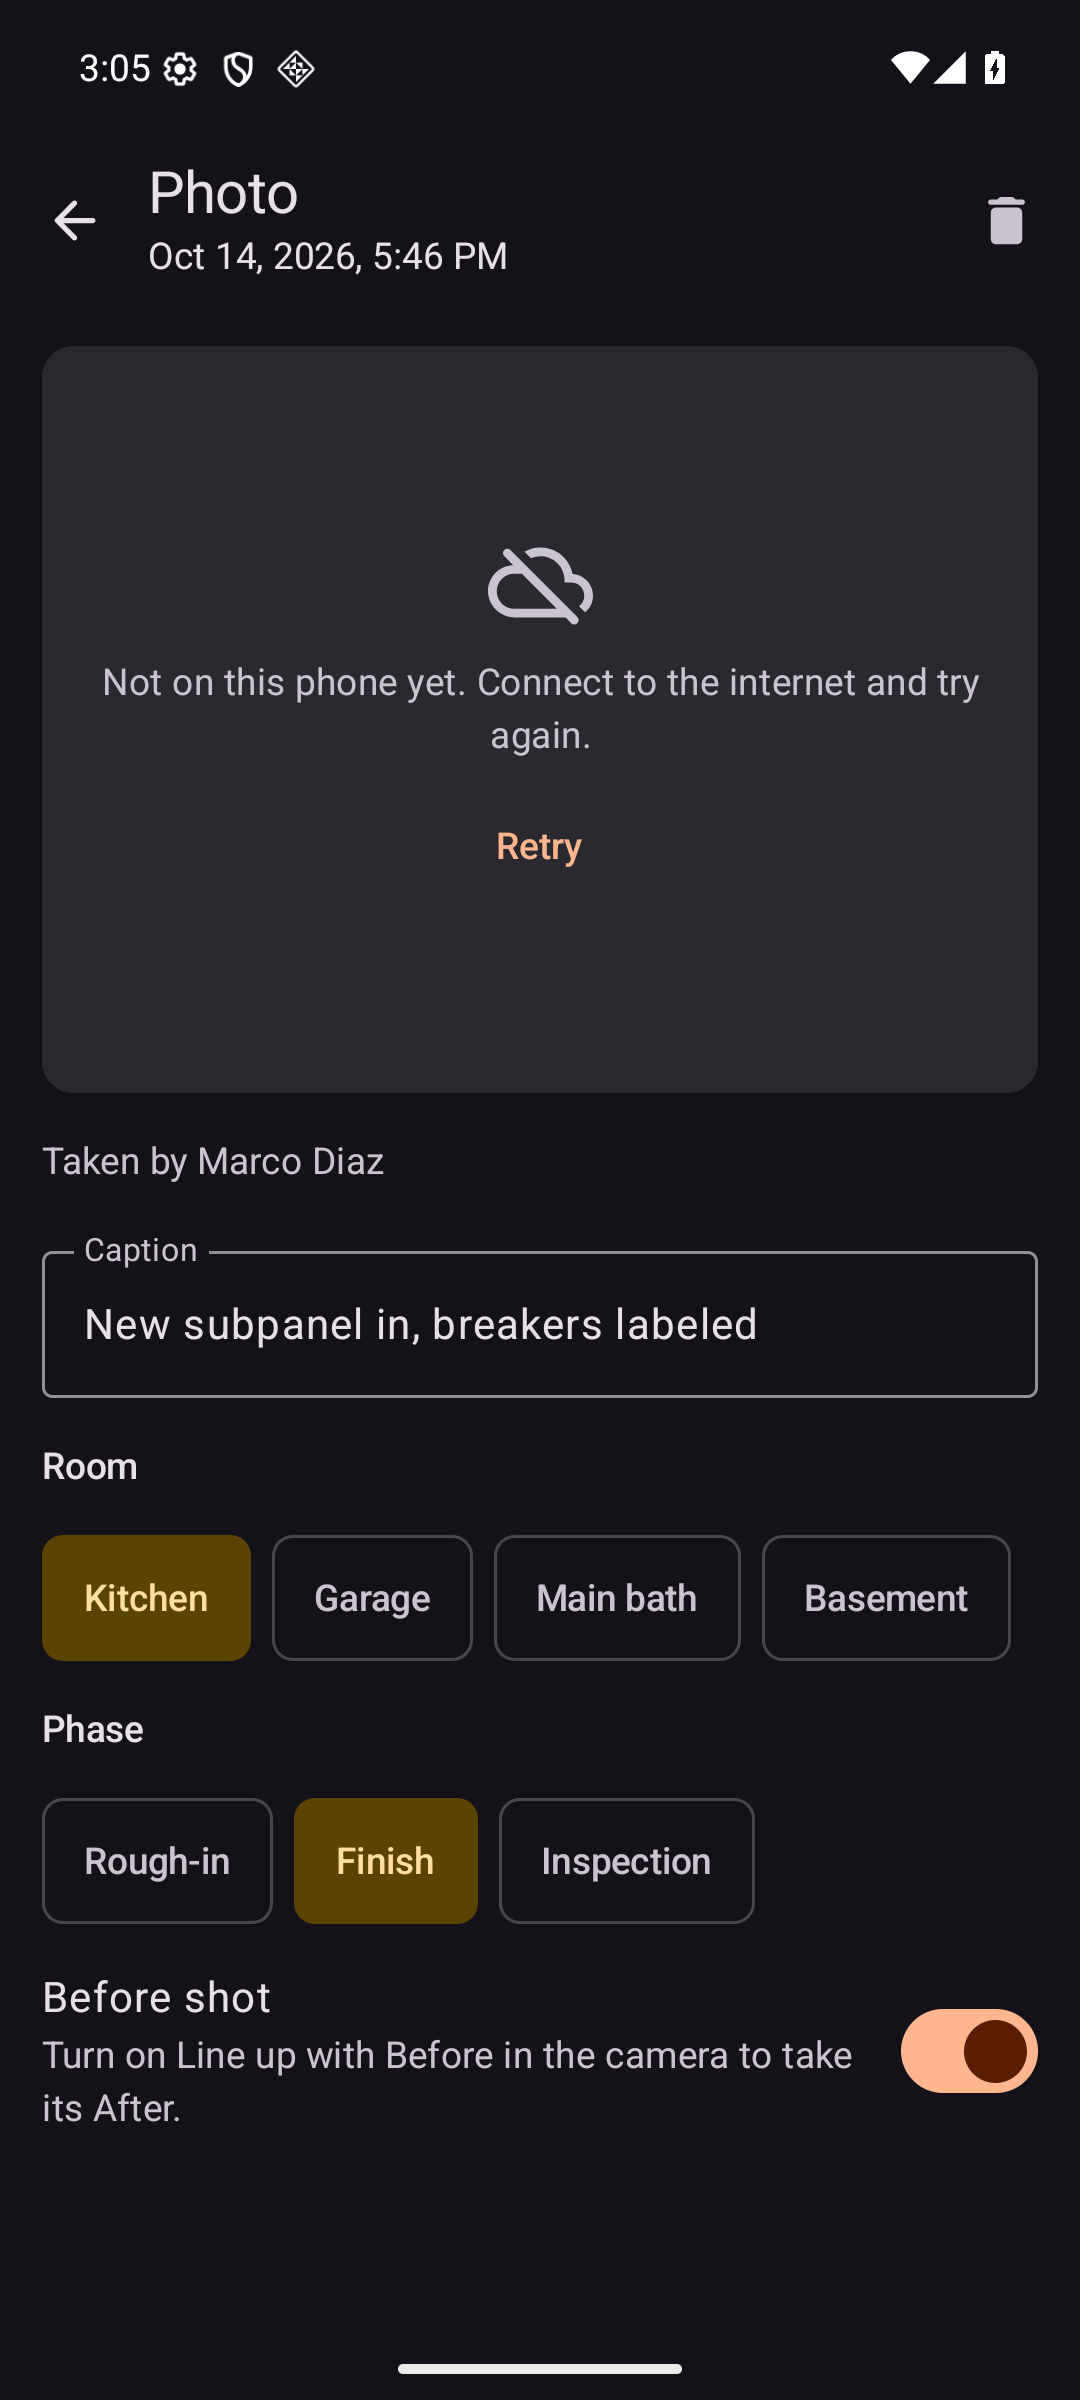 3:05
Photo
Oct 14, 2026, 5:46 PM
Not on this phone yet. Connect to the internet and try
again.
Retry
Taken by Marco Diaz
Caption
New subpanel in, breakers labeled
Room
Kitchen
Garage
Main bath
Basement
Phase
Rough-in
Finish
Inspection
Before shot
Turn on Line up with Before in the camera to take
its After.